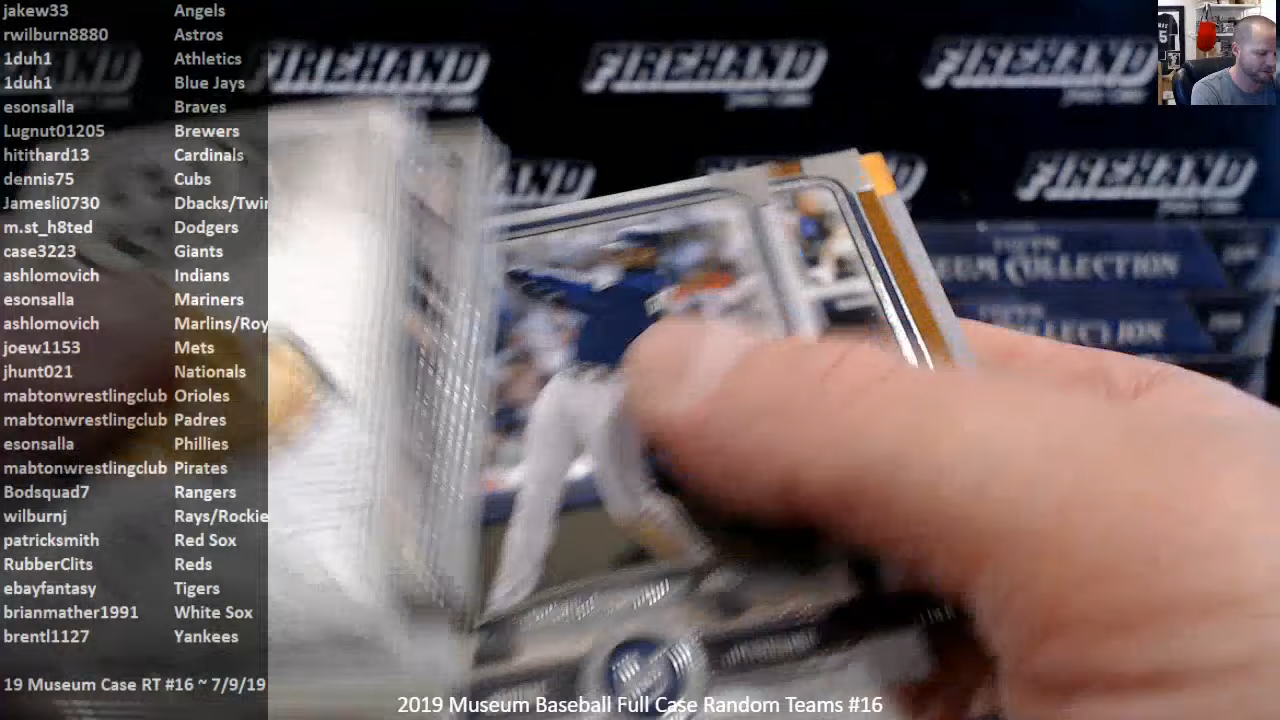 jakew33 Angels
rwilburn8880 Astros
1duh1 Athletics
1duh1 Blue Jays
esonsalla Braves
Lugnut01205 Brewers
hitithard13 Cardinals
dennis75 Cubs
Jamesli0730 Dbacks/Twi
m.st_h8ted Dodgers
case3223 Giants
ashlomovich Indians
esonsalla Mariners
ashlomovich Marlins/Roy
joew1153 Mets
jhunt021 Nationals
mabtonwrestlingclub Orioles
mabtonwrestlingclub Padres
esonsalla Phillies
mabtonwrestlingclub Pirates
Bodsquad7 Rangers
wilburnj Rays/Rockie
patricksmith Red Sox
RubberClits Reds
ebayfantasy Tigers
brianmather1991 White Sox
brentl1127 Yankees
19 Museum Case RT #16 ~ 7/9/19
FIREHAND FIREHAND FIREHAND
FIREHAND
COLLECTION
2019 Museum Baseball Full Case Random Teams #16